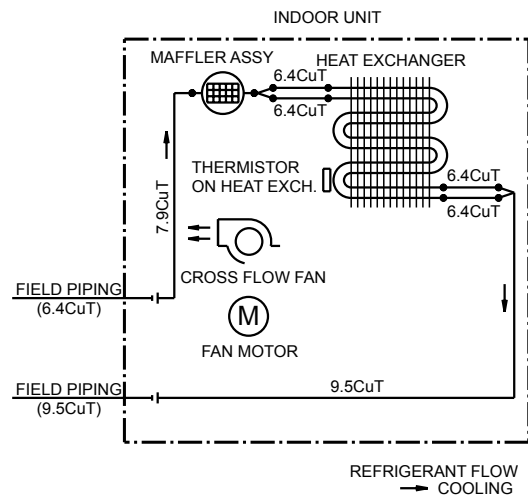 INDOOR UNIT
MAFFLER ASSY
HEAT EXCHANGER
6.4CuT
6.4CuT
THERMISTOR
ON HEAT EXCH.
6.4CuT
6.4CuT
7.9CuT
CROSS FLOW FAN
FIELD PIPING
(6.4CuT)
M
FAN MOTOR
FIELD PIPING
(9.5CuT)
9.5CuT
REFRIGERANT FLOW
COOLING